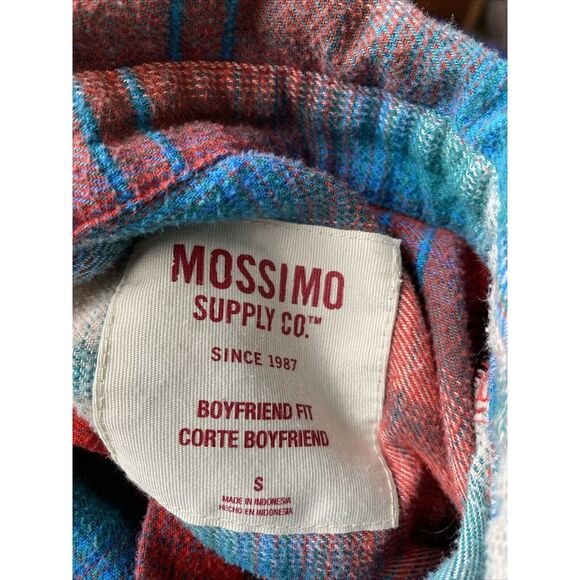 MOSSIMO
SUPPLY CO.™
SINCE 1987
BOYFRIEND FIT
CORTE BOYFRIEND
S
MADE IN INDONESIA
HECHO EN INDONESIA